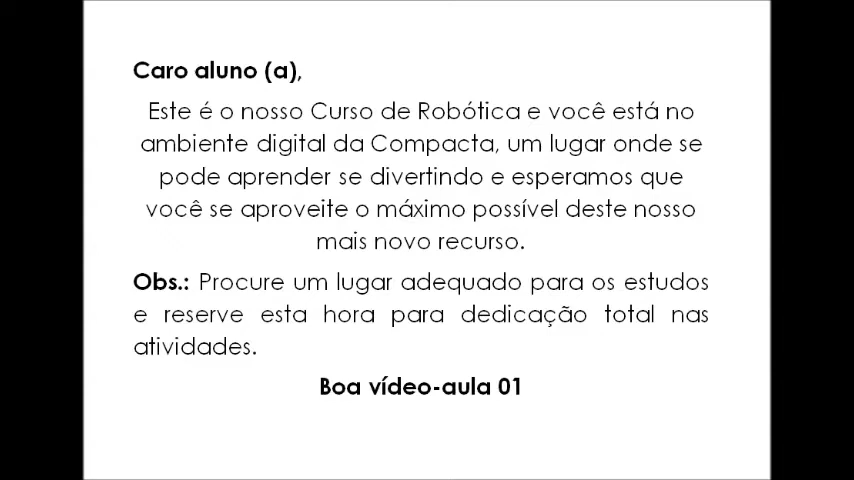 Caro aluno (a),
Este é o nosso Curso de Robótica e você está no
ambiente digital da Compacta, um lugar onde se
pode aprender se divertindo e esperamos que
você se aproveite o máximo possível deste nosso
mais novo recurso.
Obs.: Procure um lugar adequado para os estudos
e reserve esta hora para dedicação total nas
atividades.
Boa vídeo-aula 01